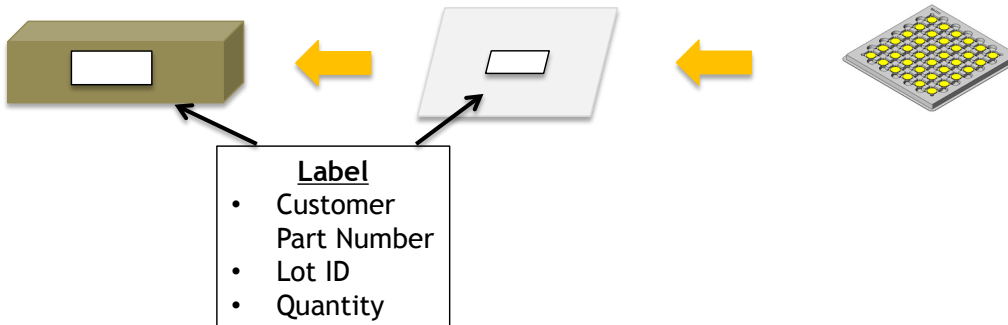 Label
• Customer
Part Number
• Lot ID
• Quantity